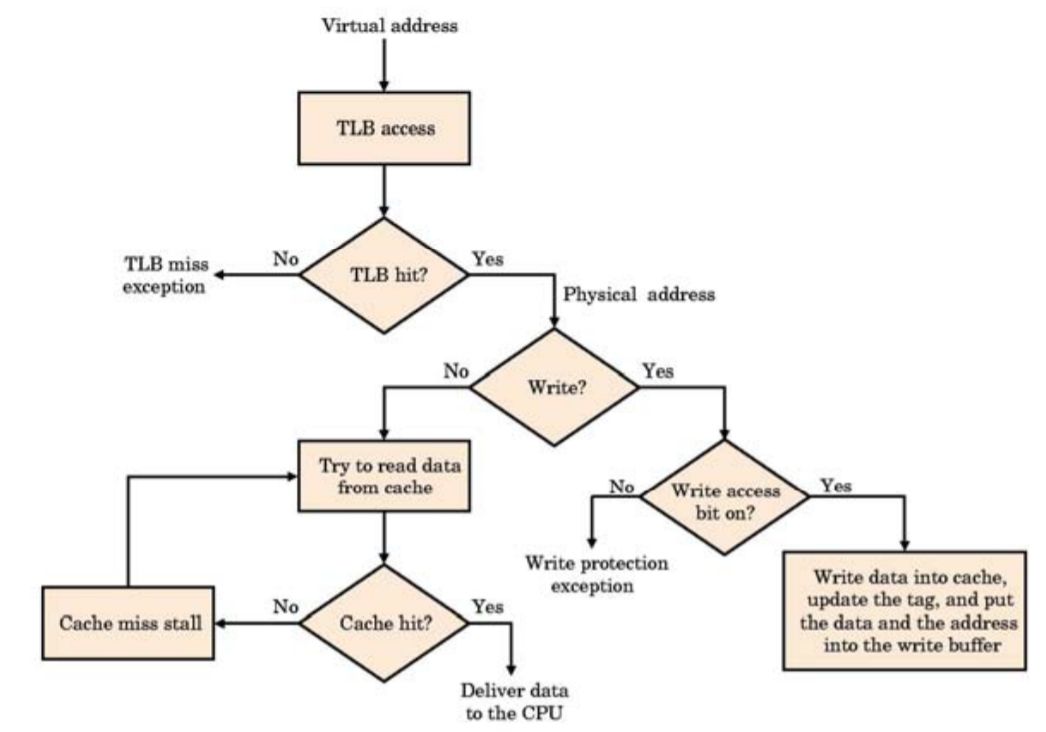 Virtual address
TLB access
No
Yes
TLB miss
exception
TLB hit?
Physical address
No
Yes
Write?
Try to read data
from cache
No
Yes
Write access
bit on?
Write protection
exception
Write data into cache,
update the tag, and put
the data and the address
into the write buffer
No
Yes
Cache miss stall
Cache hit?
Deliver data
to the CPU